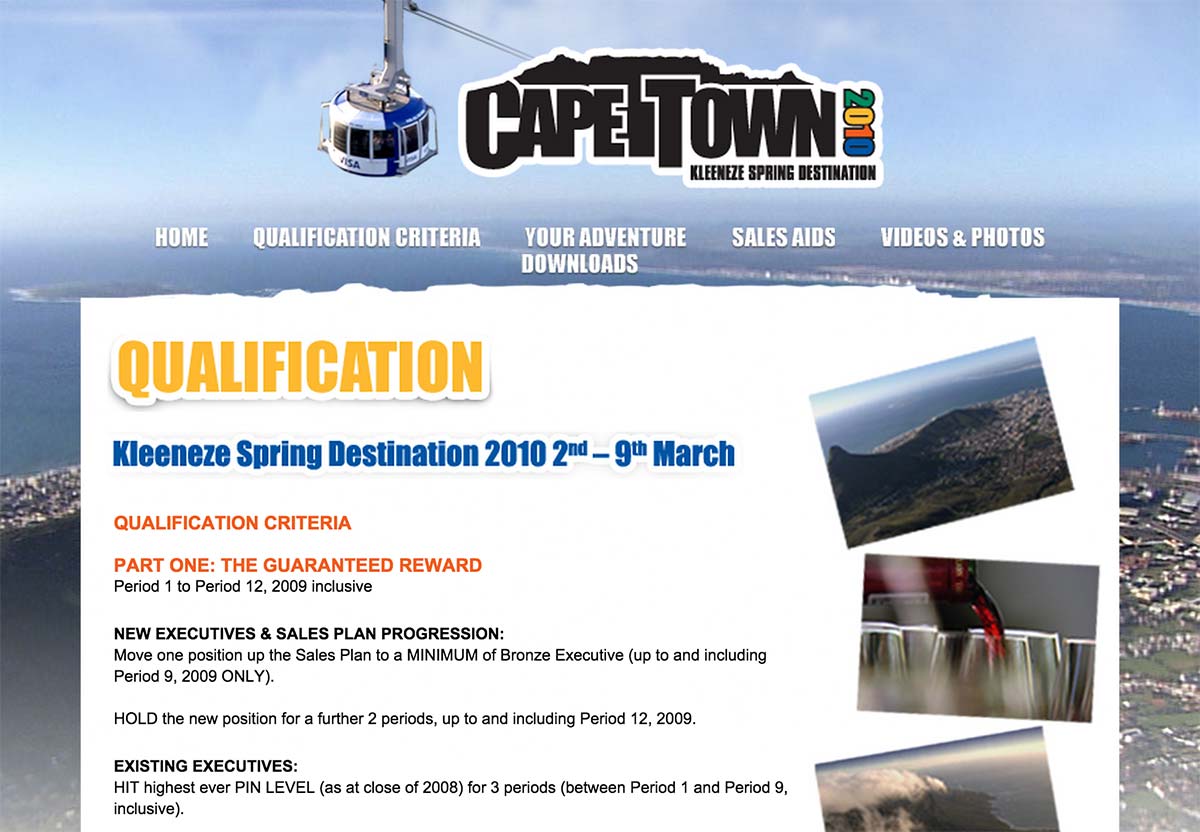 VISA
CAPE TOWN
2010
KLEENEZE SPRING DESTINATION
HOME QUALIFICATION CRITERIA YOUR ADVENTURE SALES AIDS VIDEOS & PHOTOS
DOWNLOADS
QUALIFICATION
Kleeneze Spring Destination 2010 2nd – 9th March
QUALIFICATION CRITERIA
PART ONE: THE GUARANTEED REWARD
Period 1 to Period 12, 2009 inclusive
NEW EXECUTIVES & SALES PLAN PROGRESSION:
Move one position up the Sales Plan to a MINIMUM of Bronze Executive (up to and including
Period 9, 2009 ONLY).
HOLD the new position for a further 2 periods, up to and including Period 12, 2009.
EXISTING EXECUTIVES:
HIT highest ever PIN LEVEL (as at close of 2008) for 3 periods (between Period 1 and Period 9,
inclusive).